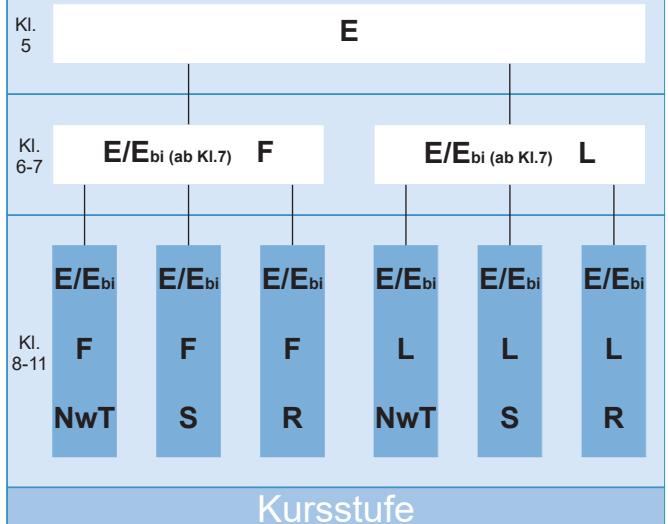 Kl.
5
E
Kl.
6-7
E/Ebi (ab Kl.7) F
E/Ebi (ab Kl.7) L
Kl.
8-11
E/Ebi E/Ebi E/Ebi E/Ebi E/Ebi E/Ebi
F F F L L L
NwT S R NwT S R
Kursstufe